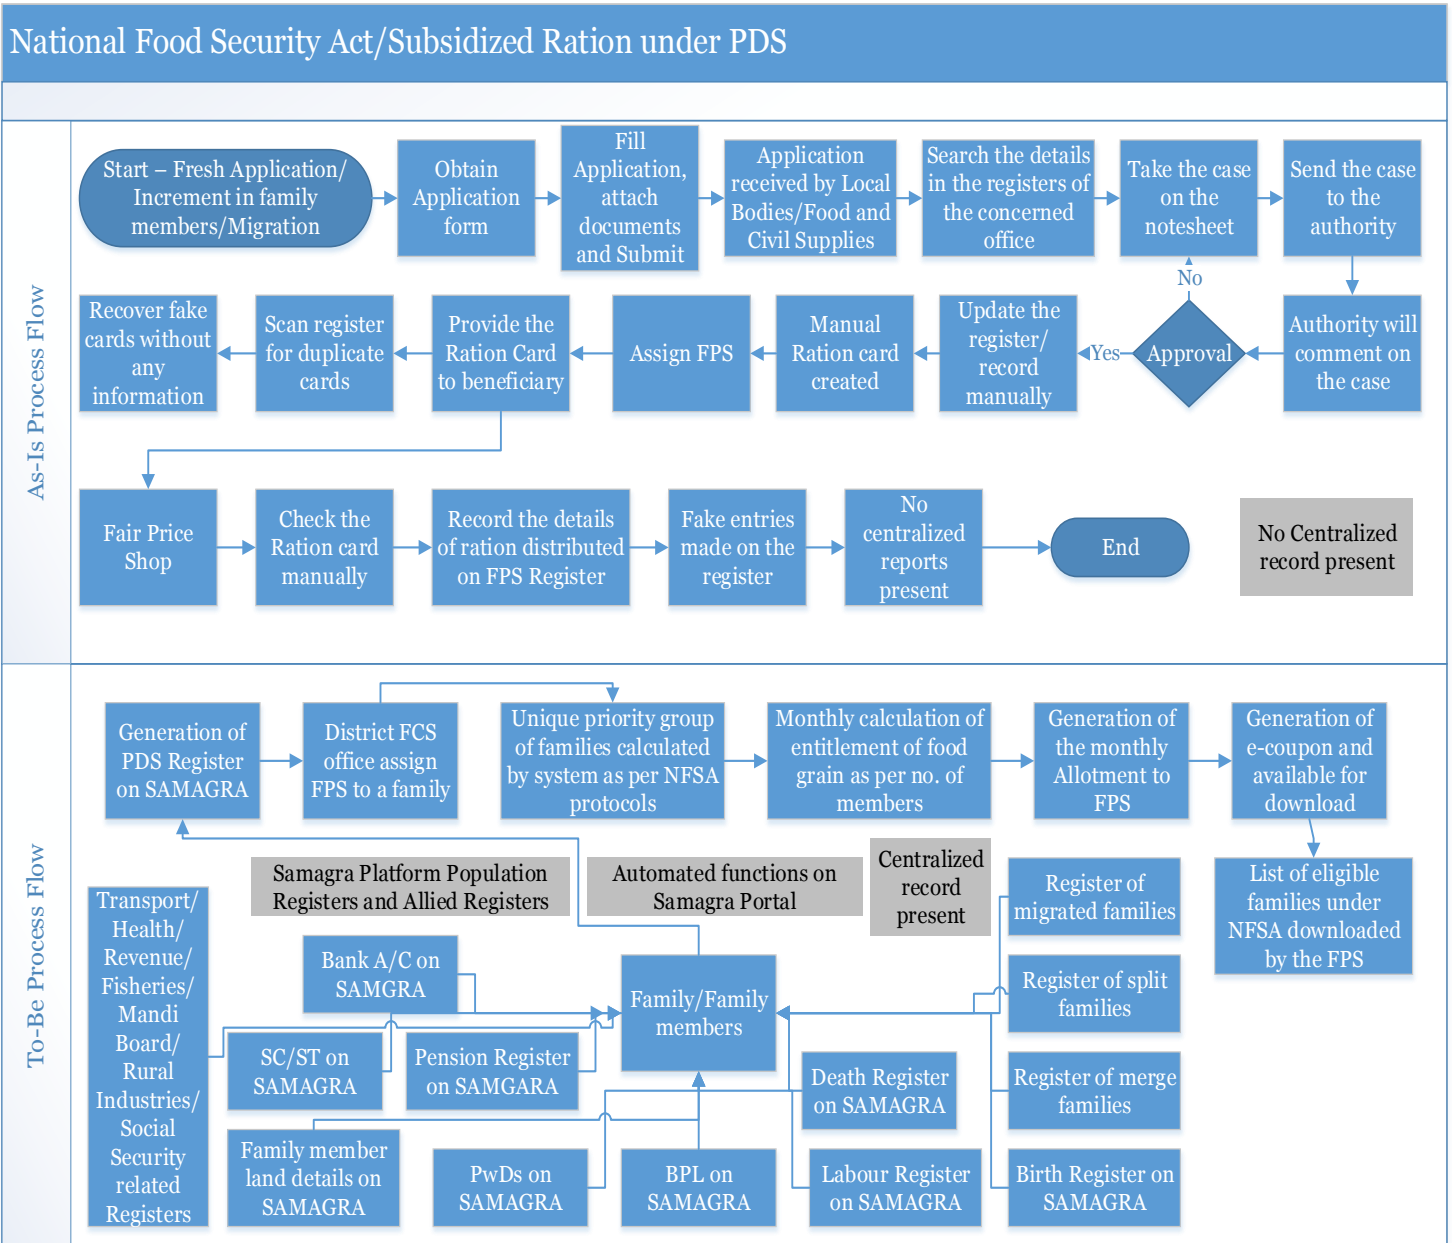 National Food Security Act/Subsidized Ration under PDS
As-Is Process Flow
Start – Fresh Application/
Increment in family
members/Migration
Obtain
Application
form
Fill
Application,
attach
documents
and Submit
Application
received by Local
Bodies/Food and
Civil Supplies
Search the details
in the registers of
the concerned
office
Take the case
on the
notesheet
Send the case
to the
authority
Authority will
comment on
the case
Approval
No
Yes
Update the
register/
record
manually
Manual
Ration card
created
Assign FPS
Provide the
Ration Card
to beneficiary
Scan register
for duplicate
cards
Recover fake
cards without
any
information
Fair Price
Shop
Check the
Ration card
manually
Record the details
of ration distributed
on FPS Register
Fake entries
made on the
register
No
centralized
reports
present
End
No Centralized
record present
To-Be Process Flow
Generation of
PDS Register
on SAMAGRA
District FCS
office assign
FPS to a family
Unique priority group
of families calculated
by system as per NFSA
protocols
Monthly calculation of
entitlement of food
grain as per no. of
members
Generation of
the monthly
Allotment to
FPS
Generation of
e-coupon and
available for
download
List of eligible
families under
NFSA downloaded
by the FPS
Samagra Platform Population
Registers and Allied Registers
Automated functions on
Samagra Portal
Centralized
record
present
Transport/
Health/
Revenue/
Fisheries/
Mandi
Board/
Rural
Industries/
Social
Security
related
Registers
Bank A/C on
SAMGRA
SC/ST on
SAMAGRA
Pension Register
on SAMGARA
Family member
land details on
SAMAGRA
PwDs on
SAMAGRA
BPL on
SAMAGRA
Family/Family
members
Register of
migrated families
Register of split
families
Register of merge
families
Death Register
on SAMAGRA
Labour Register
on SAMAGRA
Birth Register on
SAMAGRA